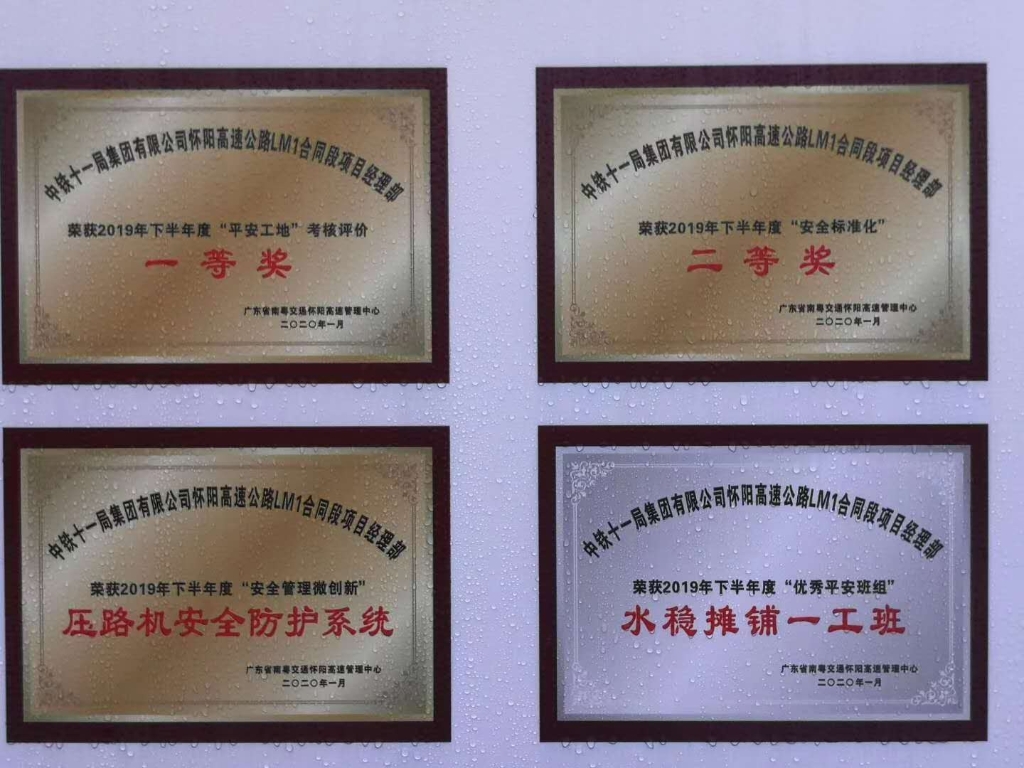 中铁十一局集团有限公司怀阳高速公路LM1合同段项目经理部
荣获2019年下半年度“平安工地”考核评价
一等奖
广东省南粤交通怀阳高速管理中心
二〇二〇年一月
中铁十一局集团有限公司怀阳高速公路LM1合同段项目经理部
荣获2019年下半年度“安全标准化”
二等奖
广东省南粤交通怀阳高速管理中心
二〇二〇年一月
中铁十一局集团有限公司怀阳高速公路LM1合同段项目经理部
荣获2019年下半年度“安全管理微创新”
压路机安全防护系统
广东省南粤交通怀阳高速管理中心
二〇二〇年一月
中铁十一局集团有限公司怀阳高速公路LM1合同段项目经理部
荣获2019年下半年度“优秀平安班组”
水稳摊铺一工班
广东省南粤交通怀阳高速管理中心
二〇二〇年一月